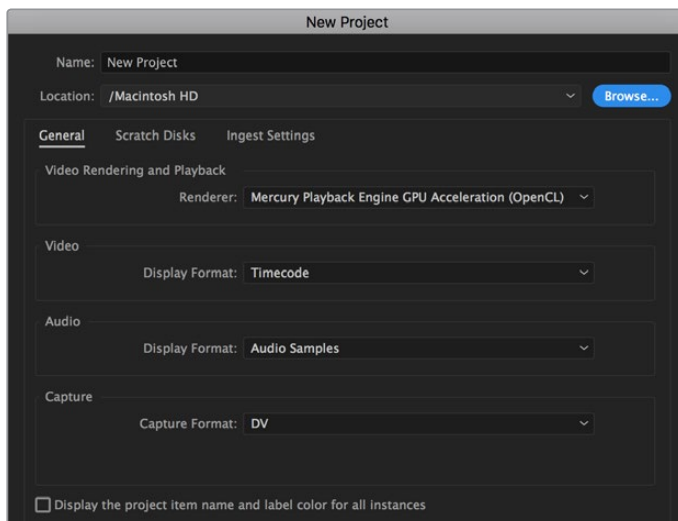 New Project
Name: New Project
Location: /Macintosh HD Browse...
General Scratch Disks Ingest Settings
Video Rendering and Playback
Renderer: Mercury Playback Engine GPU Acceleration (OpenCL)
Video
Display Format: Timecode
Audio
Display Format: Audio Samples
Capture
Capture Format: DV
Display the project item name and label color for all instances